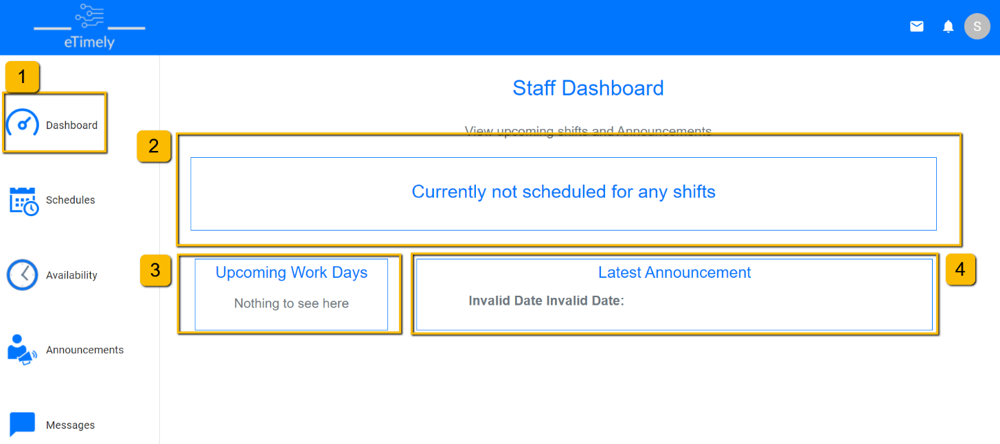 eTimely
S
1
Dashboard
Schedules
Availability
Announcements
Messages
Staff Dashboard
View upcoming shifts and Announcements
2
Currently not scheduled for any shifts
3
Upcoming Work Days
Nothing to see here
4
Latest Announcement
Invalid Date Invalid Date: